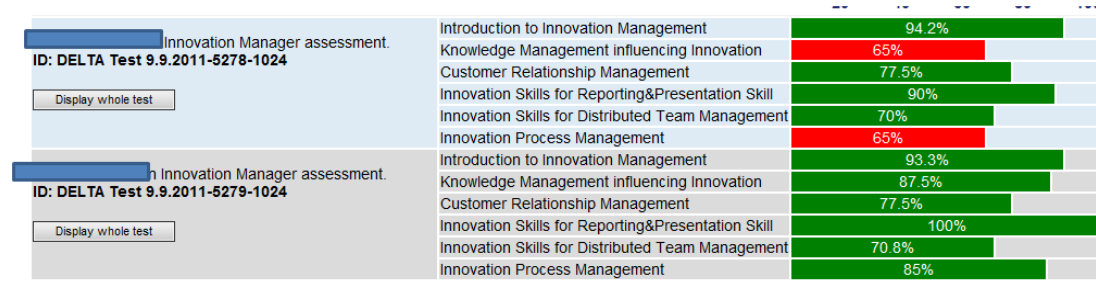 Innovation Manager assessment.
ID: DELTA Test 9.9.2011-5278-1024
Display whole test
Introduction to Innovation Management 94.2%
Knowledge Management influencing Innovation 65%
Customer Relationship Management 77.5%
Innovation Skills for Reporting&Presentation Skill 90%
Innovation Skills for Distributed Team Management 70%
Innovation Process Management 65%
Innovation Manager assessment.
ID: DELTA Test 9.9.2011-5279-1024
Display whole test
Introduction to Innovation Management 93.3%
Knowledge Management influencing Innovation 87.5%
Customer Relationship Management 77.5%
Innovation Skills for Reporting&Presentation Skill 100%
Innovation Skills for Distributed Team Management 70.8%
Innovation Process Management 85%